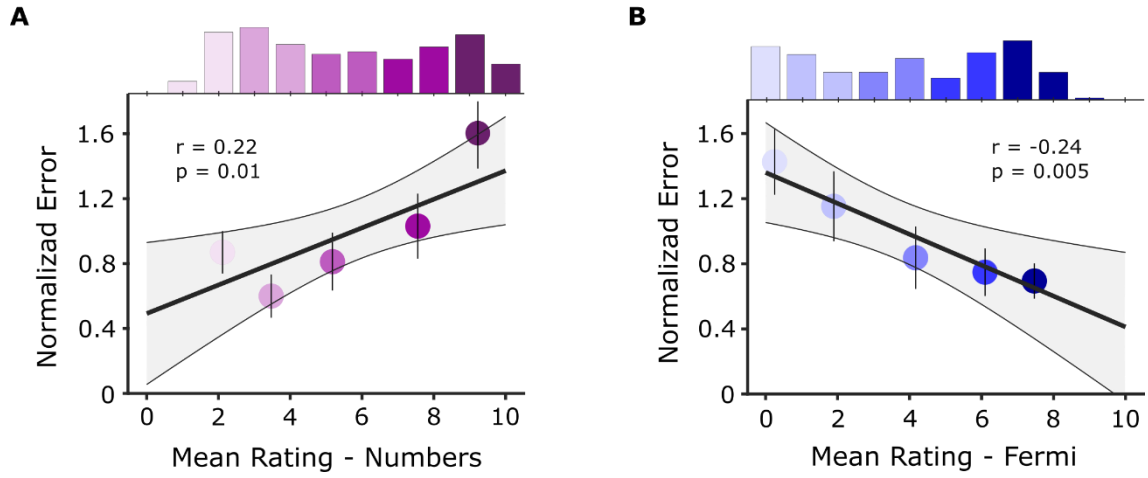 A
r = 0.22
p = 0.01
Normalizad Error
1.6
1.2
0.8
0.4
0
0 2 4 6 8 10
Mean Rating - Numbers
B
r = -0.24
p = 0.005
Normalizad Error
1.6
1.2
0.8
0.4
0
0 2 4 6 8 10
Mean Rating - Fermi